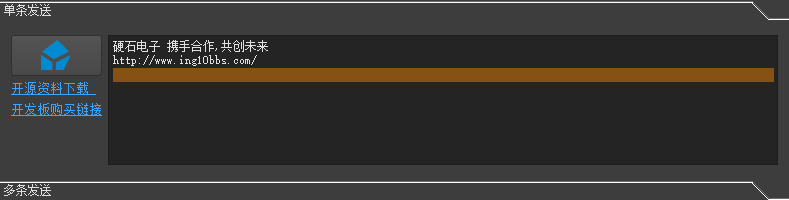 单条发送
硬石电子 携手合作,共创未来
http://www.ing10bbs.com/
开源资料下载
开发板购买链接
多条发送